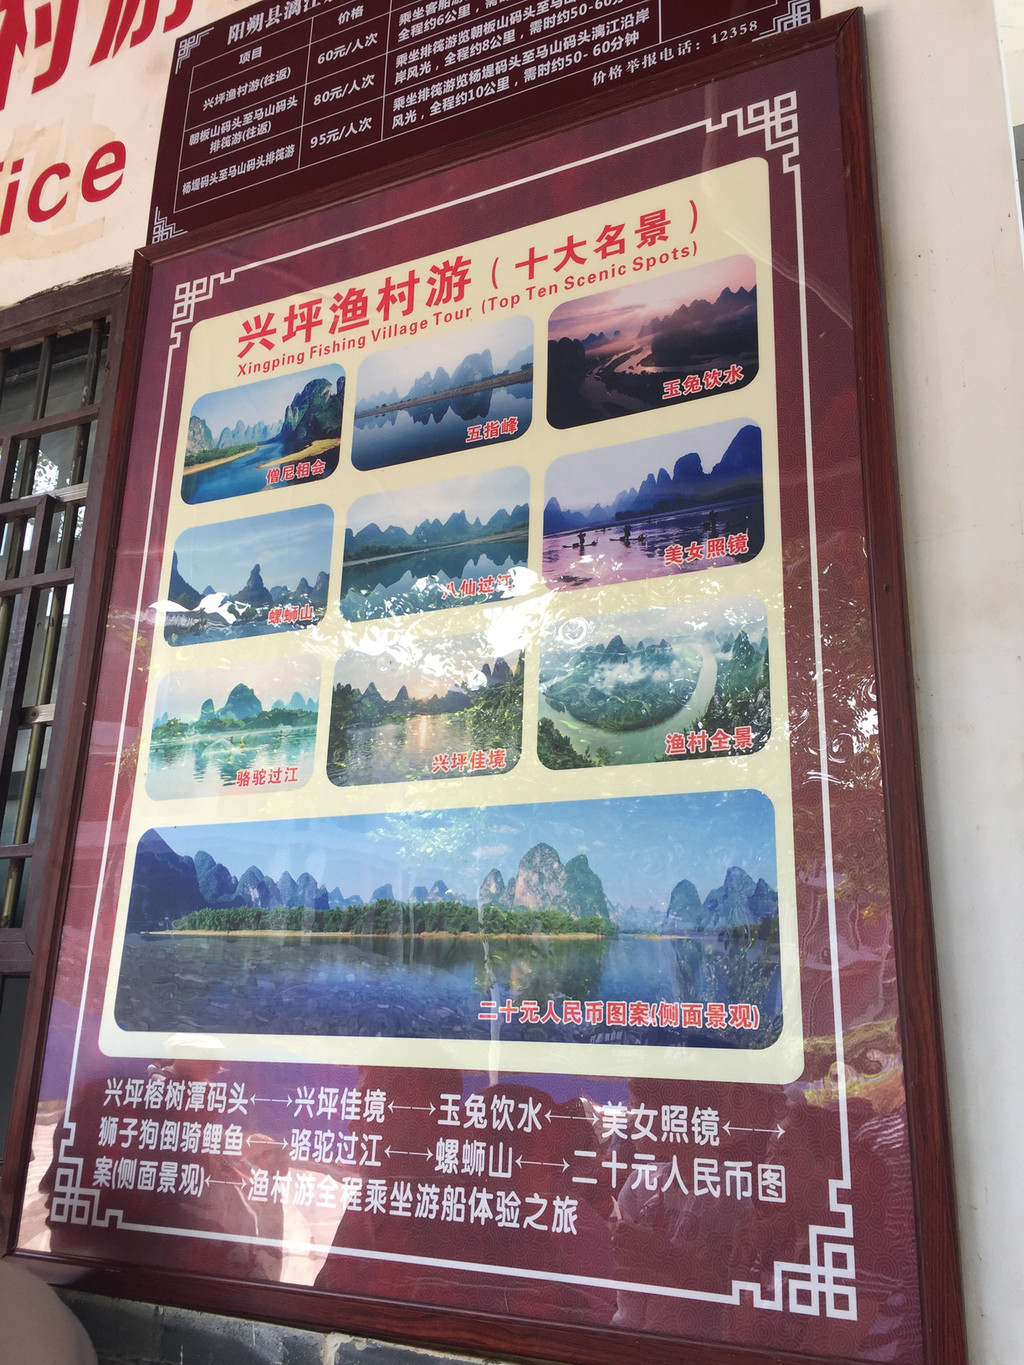 村游
ice
阳朔县漓江
项目
价格
兴坪渔村游(往返)
60元/人次
乘坐客船游
全程约6公里，需
朝板山码头至马山码头
排筏游(往返)
80元/人次
乘坐排筏游览朝板山码头至马山
岸风光，全程约8公里，需时约50-60分
杨堤码头至马山码头排筏游
95元/人次
乘坐排筏游览杨堤码头至马山码头漓江沿岸
风光，全程约10公里，需时约50-60分钟
价格举报电话：12358
兴坪渔村游（十大名景）
Xingping Fishing Village Tour (Top Ten Scenic Spots)
僧尼相会
五指峰
玉兔饮水
螺蛳山
八仙过江
美女照镜
骆驼过江
兴坪佳境
渔村全景
二十元人民币图案(侧面景观)
兴坪榕树潭码头←→兴坪佳境←→玉兔饮水←→美女照镜←→
狮子狗倒骑鲤鱼←→骆驼过江←→螺蛳山←→二十元人民币图
案(侧面景观)←→渔村游全程乘坐游船体验之旅